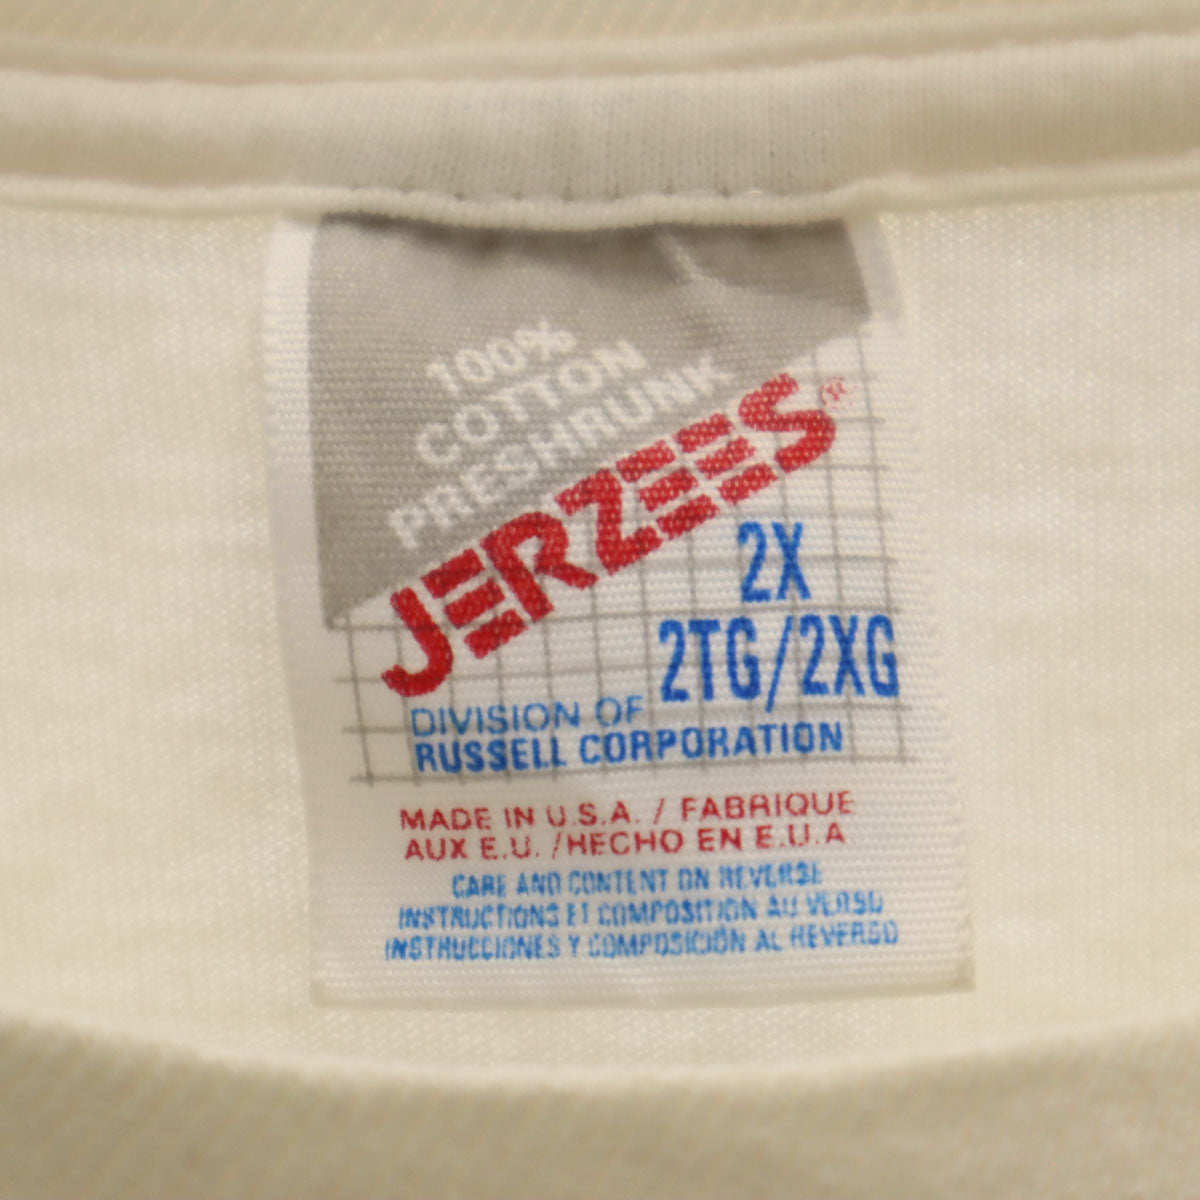 100%
COTTON
PRESHRUNK
JERZEES®
2X
2TG/2XG
DIVISION OF
RUSSELL CORPORATION
MADE IN U.S.A. / FABRIQUE
AUX E.U. /HECHO EN E.U.A
CARE AND CONTENT ON REVERSE
INSTRUCTIONS ET COMPOSITION AU VERSO
INSTRUCCIONES Y COMPOSICIÓN AL REVERSO